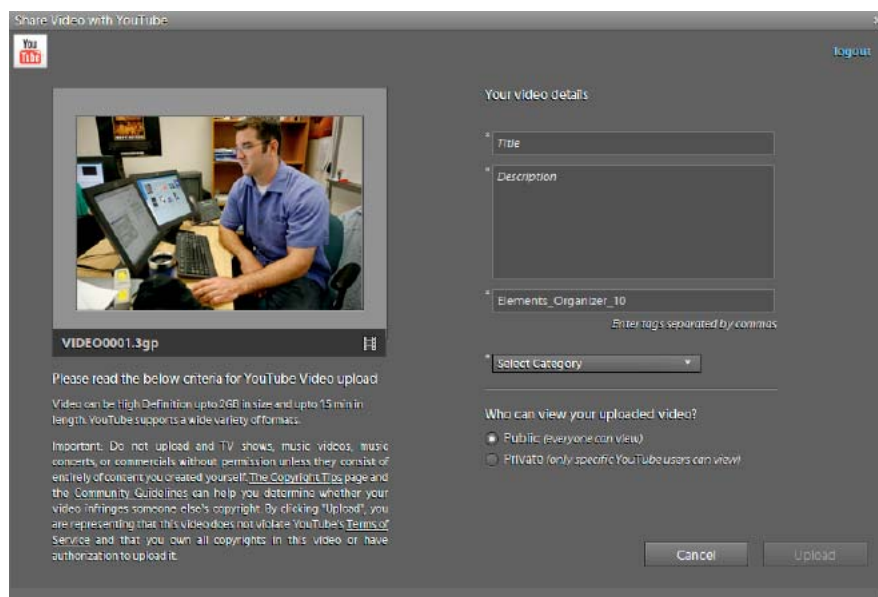 Share Video with YouTube
You
Tube
logout
VIDEO0001.3gp
Please read the below criteria for YouTube Video upload
Video can be High Definition upto 2GB in size and upto 15 min in
length. YouTube supports a wide variety of formats.
Important: Do not upload and TV shows, music videos, music
concerts, or commercials without permission unless they consist of
entirely of content you created yourself. The Copyright Tips page and
the Community Guidelines can help you determine whether your
video infringes someone else's copyright. By clicking "Upload", you
are representing that this video does not violate YouTube's Terms of
Service and that you own all copyrights in this video or have
authorization to upload it.
Your video details
* Title
* Description
* Elements_Organizer_10
Enter tags separated by commas
* Select Category
Who can view your uploaded video?
Public (everyone can view)
Private (only specific YouTube users can view)
Cancel
Upload